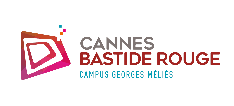 CANNES
BASTIDE ROUGE
CAMPUS GEORGES MÉLIÈS